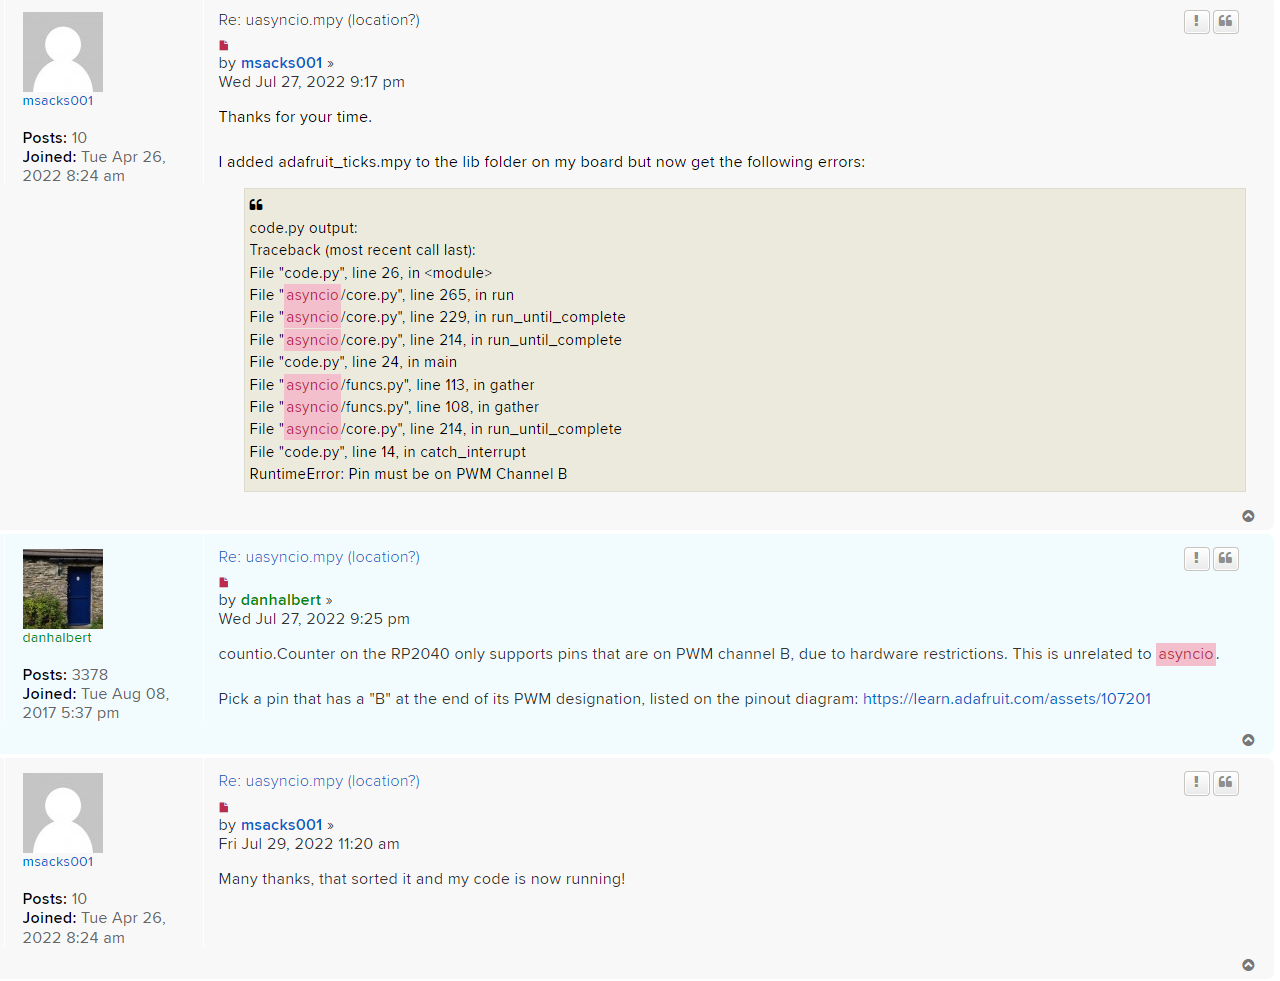 Re: uasyncio.mpy (location?)
by msacks001 »
Wed Jul 27, 2022 9:17 pm
msacks001
Posts: 10
Joined: Tue Apr 26,
2022 8:24 am
Thanks for your time.
I added adafruit_ticks.mpy to the lib folder on my board but now get the following errors:
code.py output:
Traceback (most recent call last):
File "code.py", line 26, in <module>
File "asyncio/core.py", line 265, in run
File "asyncio/core.py", line 229, in run_until_complete
File "asyncio/core.py", line 214, in run_until_complete
File "code.py", line 24, in main
File "asyncio/funcs.py", line 113, in gather
File "asyncio/funcs.py", line 108, in gather
File "asyncio/core.py", line 214, in run_until_complete
File "code.py", line 14, in catch_interrupt
RuntimeError: Pin must be on PWM Channel B
Re: uasyncio.mpy (location?)
by danhalbert »
Wed Jul 27, 2022 9:25 pm
danhalbert
Posts: 3378
Joined: Tue Aug 08,
2017 5:37 pm
countio.Counter on the RP2040 only supports pins that are on PWM channel B, due to hardware restrictions. This is unrelated to asyncio.
Pick a pin that has a "B" at the end of its PWM designation, listed on the pinout diagram: https://learn.adafruit.com/assets/107201
Re: uasyncio.mpy (location?)
by msacks001 »
Fri Jul 29, 2022 11:20 am
msacks001
Posts: 10
Joined: Tue Apr 26,
2022 8:24 am
Many thanks, that sorted it and my code is now running!